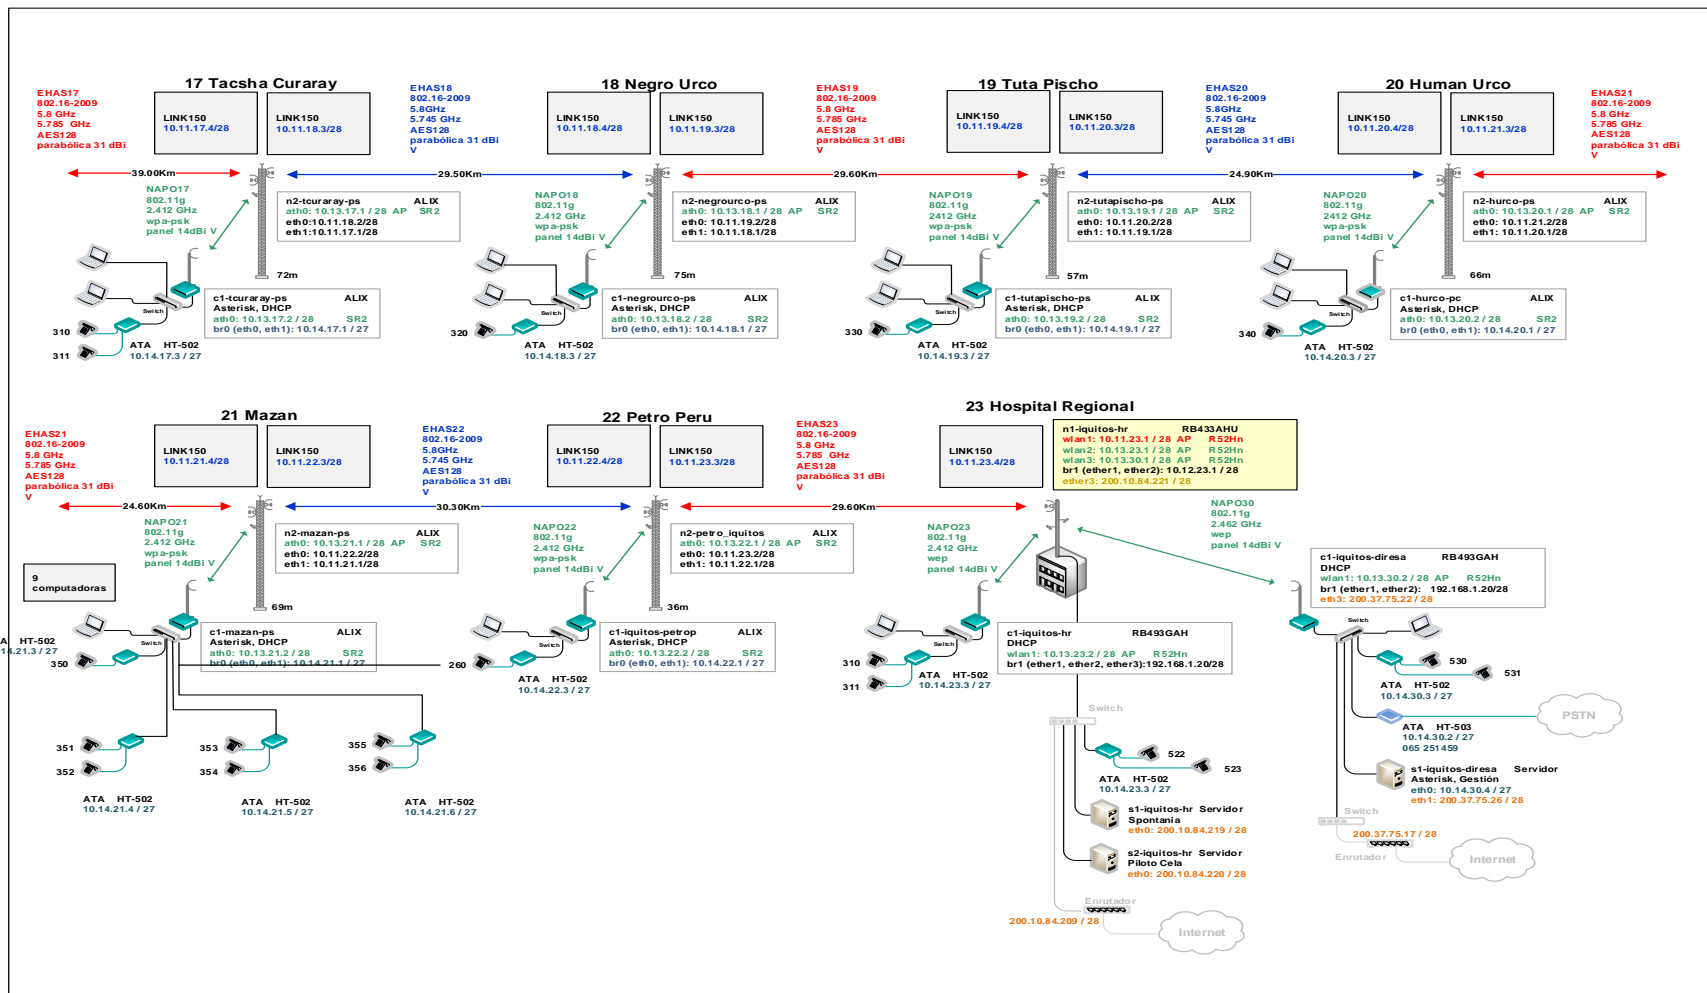 17 Tacsha Curaray
EHAS17
802.16-2009
5.8 GHz
5.785 GHz
AES128
parabólica 31 dBi
V
LINK150
10.11.17.4/28
LINK150
10.11.18.3/28
39.00Km
NAPO17
802.11g
2.412 GHz
wpa-psk
panel 14dBi V
n2-tcuraray-ps ALIX
ath0: 10.13.17.1 / 28 AP SR2
eth0:10.11.18.2/28
eth1:10.11.17.1/28
72m
c1-tcuraray-ps ALIX
Asterisk, DHCP
ath0: 10.13.17.2 / 28 SR2
br0 (eth0, eth1): 10.14.17.1 / 27
Switch
310
311
ATA HT-502
10.14.17.3 / 27
EHAS18
802.16-2009
5.8GHz
5.745 GHz
AES128
parabólica 31 dBi
V
29.50Km
18 Negro Urco
LINK150
10.11.18.4/28
LINK150
10.11.19.3/28
NAPO18
802.11g
2.412 GHz
wpa-psk
panel 14dBi V
n2-negrourco-ps ALIX
ath0: 10.13.18.1 / 28 AP SR2
eth0: 10.11.19.2/28
eth1: 10.11.18.1/28
75m
c1-negrourco-ps ALIX
Asterisk, DHCP
ath0: 10.13.18.2 / 28 SR2
br0 (eth0, eth1): 10.14.18.1 / 27
Switch
320
ATA HT-502
10.14.18.3 / 27
EHAS19
802.16-2009
5.8 GHz
5.785 GHz
AES128
parabólica 31 dBi
V
29.60Km
19 Tuta Pischo
LINK150
10.11.19.4/28
LINK150
10.11.20.3/28
NAPO19
802.11g
2412 GHz
wpa-psk
panel 14dBi V
n2-tutapischo-ps ALIX
ath0: 10.13.19.1 / 28 AP SR2
eth0: 10.11.20.2/28
eth1: 10.11.19.1/28
57m
c1-tutapischo-ps ALIX
Asterisk, DHCP
ath0: 10.13.19.2 / 28 SR2
br0 (eth0, eth1): 10.14.19.1 / 27
Switch
330
ATA HT-502
10.14.19.3 / 27
EHAS20
802.16-2009
5.8GHz
5.745 GHz
AES128
parabólica 31 dBi
V
24.90Km
20 Human Urco
LINK150
10.11.20.4/28
LINK150
10.11.21.3/28
NAPO20
802.11g
2412 GHz
wpa-psk
panel 14dBi V
n2-hurco-ps ALIX
ath0: 10.13.20.1 / 28 AP SR2
eth0: 10.11.21.2/28
eth1: 10.11.20.1/28
66m
c1-hurco-pc ALIX
Asterisk, DHCP
ath0: 10.13.20.2 / 28 SR2
br0 (eth0, eth1): 10.14.20.1 / 27
Switch
340
ATA HT-502
10.14.20.3 / 27
EHAS21
802.16-2009
5.8 GHz
5.785 GHz
AES128
parabólica 31 dBi
V
21 Mazan
EHAS21
802.16-2009
5.8 GHz
5.785 GHz
AES128
parabólica 31 dBi
V
24.60Km
LINK150
10.11.21.4/28
LINK150
10.11.22.3/28
NAPO21
802.11g
2.412 GHz
wpa-psk
panel 14dBi V
n2-mazan-ps ALIX
ath0: 10.13.21.1 / 28 AP SR2
eth0: 10.11.22.2/28
eth1: 10.11.21.1/28
9
computadoras
69m
c1-mazan-ps ALIX
Asterisk, DHCP
ath0: 10.13.21.2 / 28 SR2
br0 (eth0, eth1): 10.14.21.1 / 27
Switch
A HT-502
14.21.3 / 27
350
351
352
ATA HT-502
10.14.21.4 / 27
353
354
ATA HT-502
10.14.21.5 / 27
355
356
ATA HT-502
10.14.21.6 / 27
EHAS22
802.16-2009
5.8GHz
5.745 GHz
AES128
parabólica 31 dBi
V
30.30Km
22 Petro Peru
LINK150
10.11.22.4/28
LINK150
10.11.23.3/28
NAPO22
802.11g
2.412 GHz
wpa-psk
panel 14dBi V
n2-petro_iquitos ALIX
ath0: 10.13.22.1 / 28 AP SR2
eth0: 10.11.23.2/28
eth1: 10.11.22.1/28
36m
c1-iquitos-petrop ALIX
Asterisk, DHCP
ath0: 10.13.22.2 / 28 SR2
br0 (eth0, eth1): 10.14.22.1 / 27
Switch
260
ATA HT-502
10.14.22.3 / 27
EHAS23
802.16-2009
5.8 GHz
5.785 GHz
AES128
parabólica 31 dBi
V
29.60Km
23 Hospital Regional
LINK150
10.11.23.4/28
n1-iquitos-hr RB433AHU
wlan1: 10.11.23.1 / 28 AP R52Hn
wlan2: 10.13.23.1 / 28 AP R52Hn
wlan3: 10.13.30.1 / 28 AP R52Hn
br1 (ether1, ether2): 10.12.23.1 / 28
ether3: 200.10.84.221 / 28
NAPO23
802.11g
2.412 GHz
wep
panel 14dBi V
c1-iquitos-hr RB493GAH
DHCP
wlan1: 10.13.23.2 / 28 AP R52Hn
br1 (ether1, ether2, ether3):192.168.1.20/28
Switch
310
311
ATA HT-502
10.14.23.3 / 27
Switch
522
523
ATA HT-502
10.14.23.3 / 27
s1-iquitos-hr Servidor
Spontania
eth0: 200.10.84.219 / 28
s2-iquitos-hr Servidor
Piloto Cela
eth0: 200.10.84.220 / 28
Enrutador
200.10.84.209 / 28
Internet
NAPO30
802.11g
2.462 GHz
wep
panel 14dBi V
c1-iquitos-diresa RB493GAH
DHCP
wlan1: 10.13.30.2 / 28 AP R52Hn
br1 (ether1, ether2): 192.168.1.20/28
eth3: 200.37.75.22 / 28
Switch
530
531
ATA HT-502
10.14.30.3 / 27
PSTN
ATA HT-503
10.14.30.2 / 27
065 251459
s1-iquitos-diresa Servidor
Asterisk, Gestión
eth0: 10.14.30.4 / 27
eth1: 200.37.75.26 / 28
Switch
200.37.75.17 / 28
Enrutador
Internet